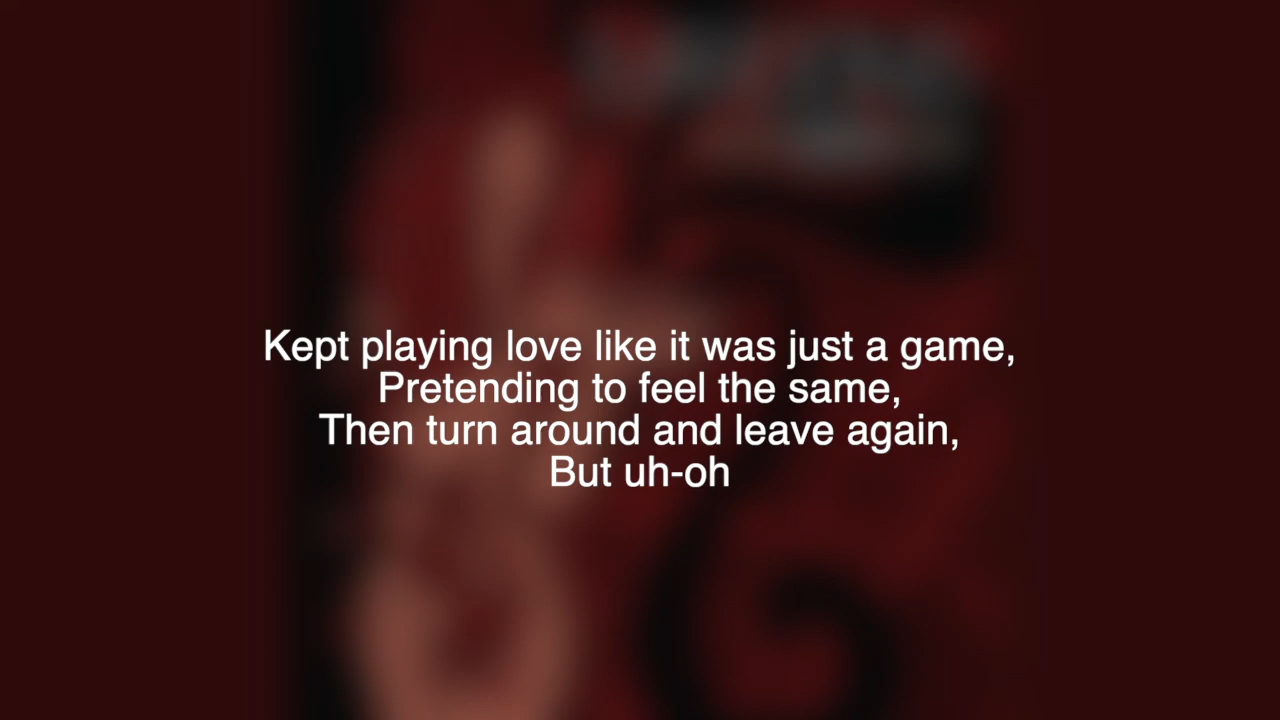 Kept playing love like it was just a game,
Pretending to feel the same,
Then turn around and leave again,
But uh-oh